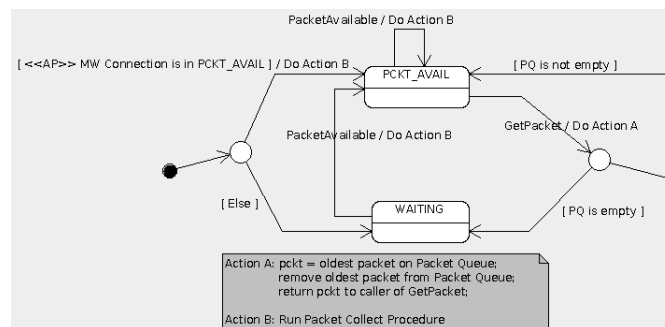 PacketAvailable / Do Action B
[ <<AP>> MW Connection is in PCKT_AVAIL ] / Do Action B
PCKT_AVAIL
[ PQ is not empty ]
GetPacket / Do Action A
PacketAvailable / Do Action B
[ Else ]
WAITING
[ PQ is empty ]
Action A: pckt = oldest packet on Packet Queue;
remove oldest packet from Packet Queue;
return pckt to caller of GetPacket;
Action B: Run Packet Collect Procedure